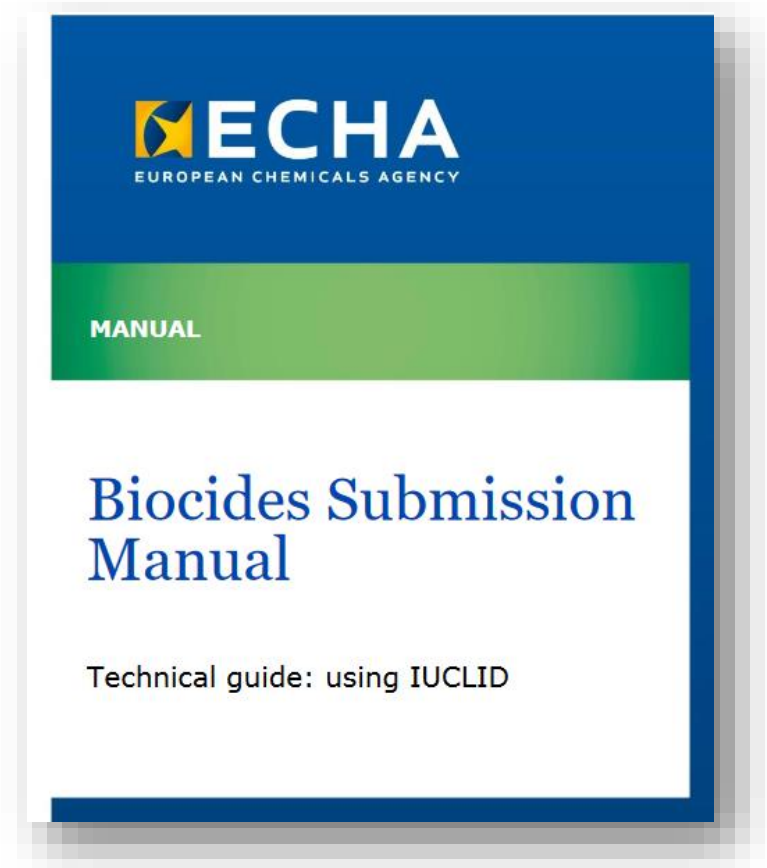 ECHA
EUROPEAN CHEMICALS AGENCY
MANUAL
Biocides Submission
Manual
Technical guide: using IUCLID